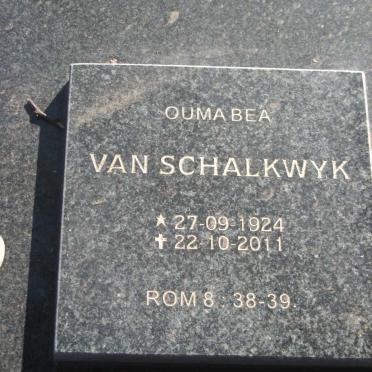 OUMA BEA
VAN SCHALKWYK
★ 27-09-1924
✝ 22-10-2011
ROM 8 : 38-39.